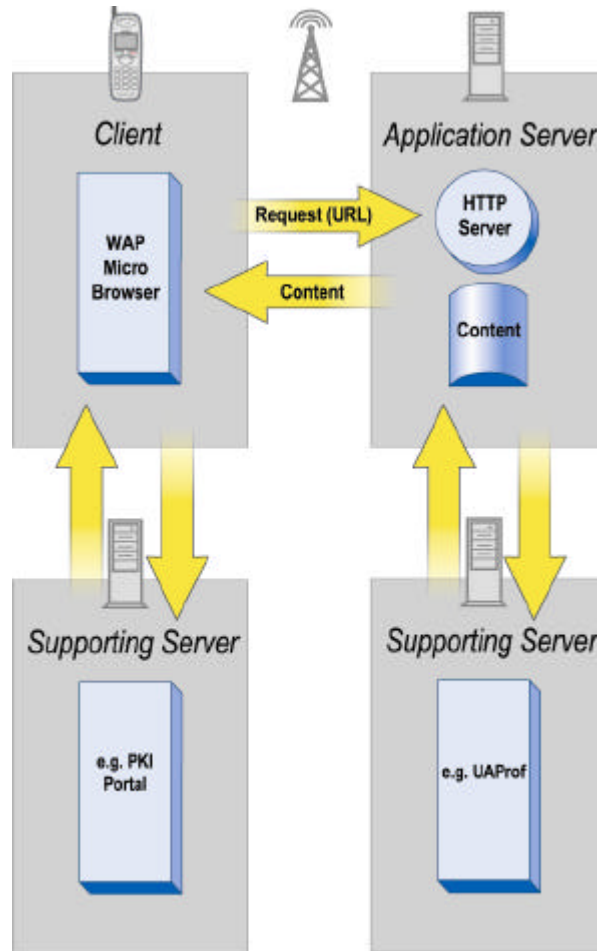 Client
Application Server
WAP
Micro
Browser
Request (URL)
HTTP
Server
Content
Content
Supporting Server
Supporting Server
e.g. PKI
Portal
e.g. UAProf